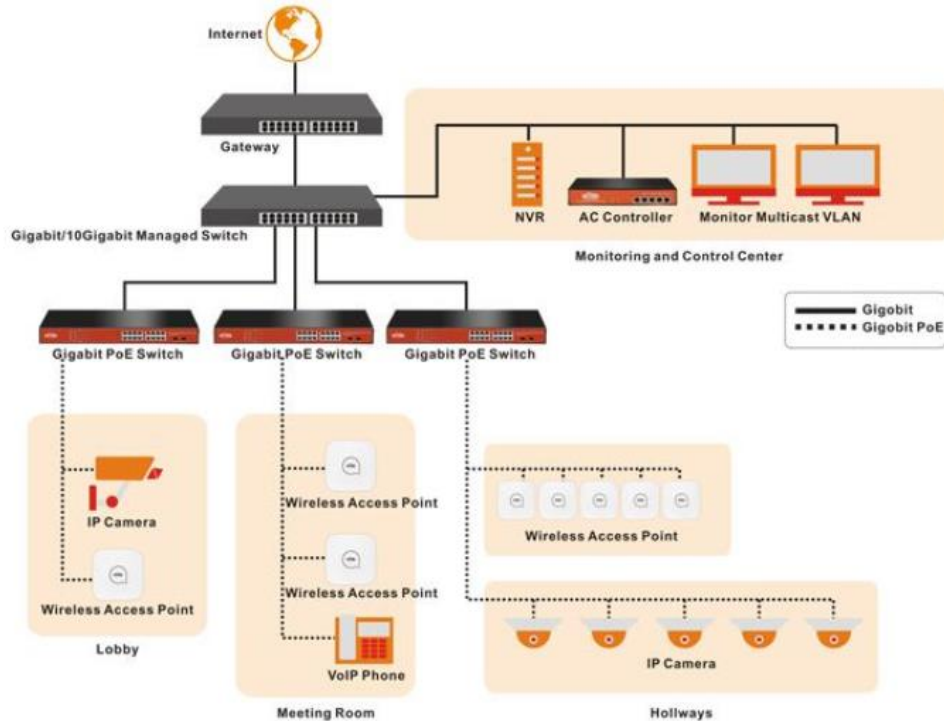 Internet
Gateway
NVR
AC Controller
Monitor Multicast VLAN
Gigabit/10Gigabit Managed Switch
Monitoring and Control Center
Gigobit
Gigobit PoE
Gigabit PoE Switch
Gigabit PoE Switch
Gigabit PoE Switch
IP Camera
Wireless Access Point
Lobby
Wireless Access Point
Wireless Access Point
VoIP Phone
Meeting Room
Wireless Access Point
IP Camera
Hollways